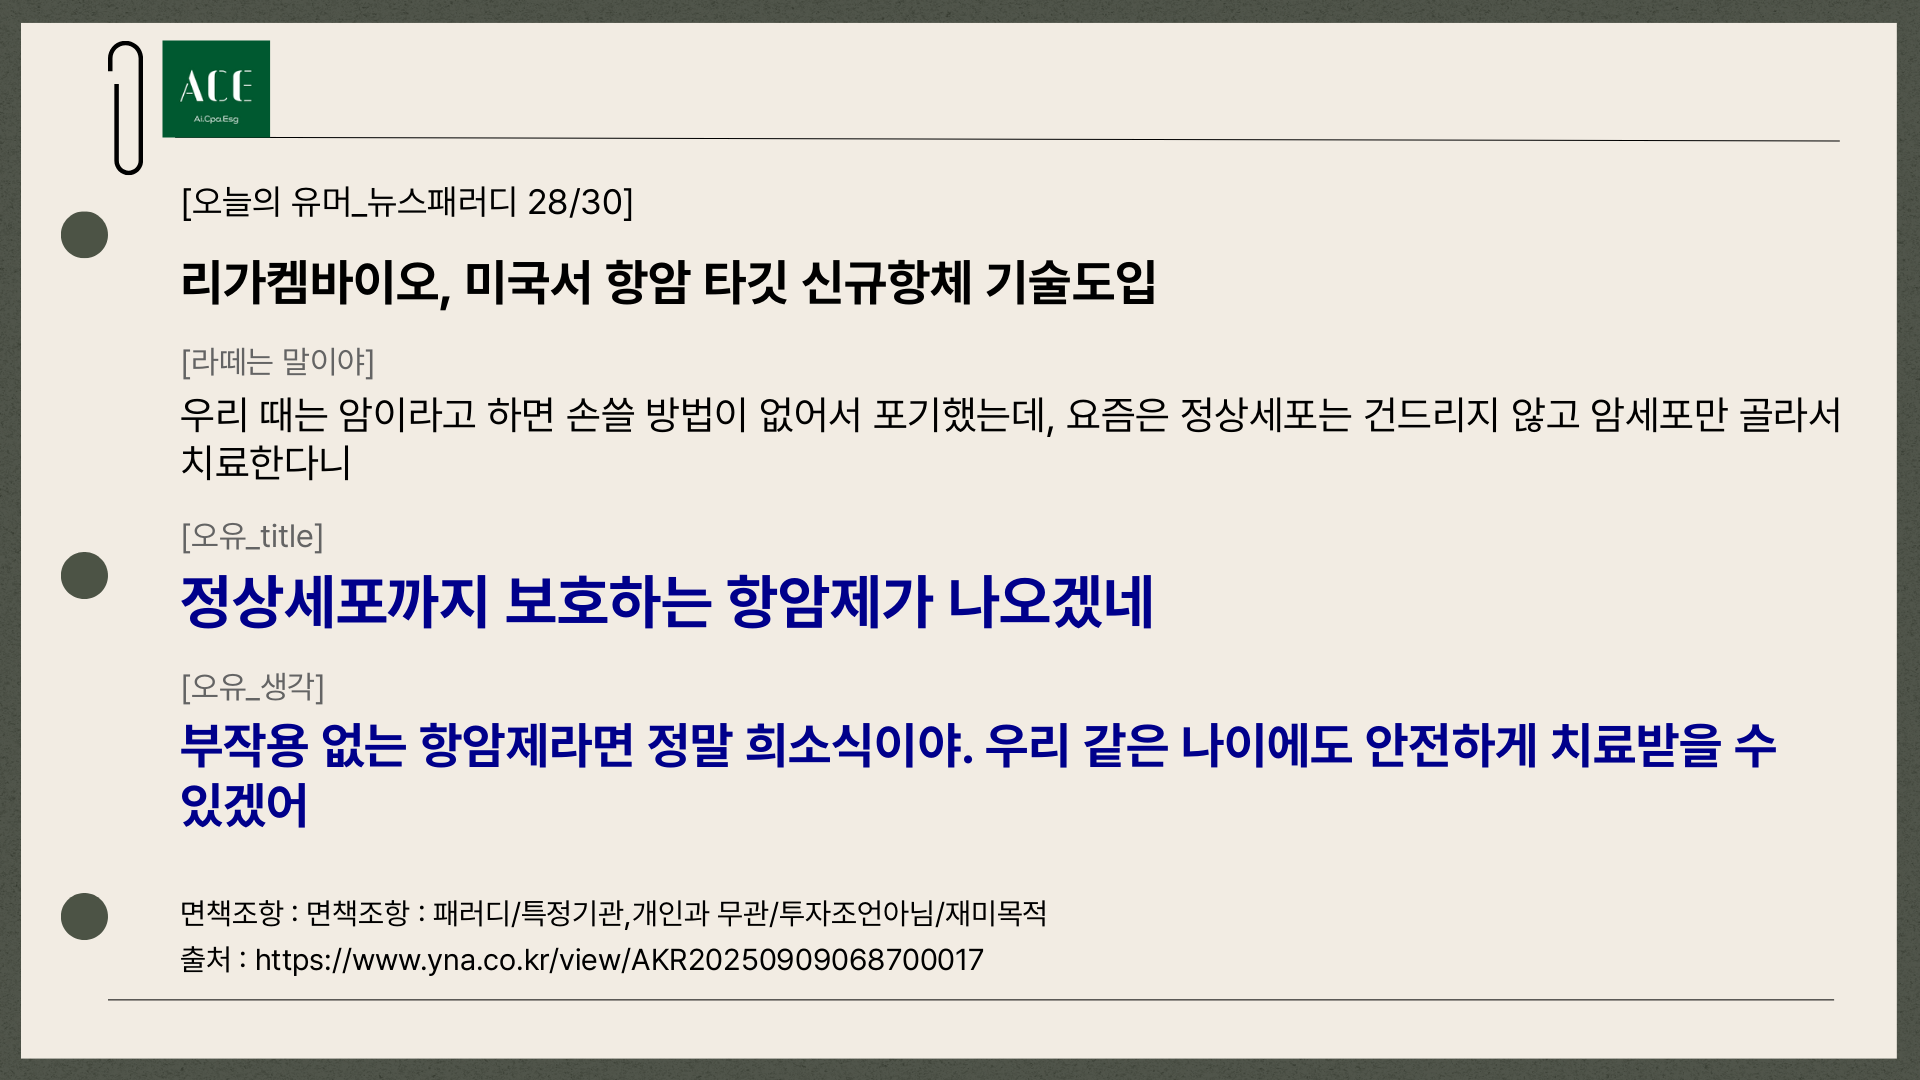 ACE
Ai.Cpa.Esg
[오늘의 유머_뉴스패러디 28/30]
리가켐바이오, 미국서 항암 타깃 신규항체 기술도입
[라떼는 말이야]
우리 때는 암이라고 하면 손쓸 방법이 없어서 포기했는데, 요즘은 정상세포는 건드리지 않고 암세포만 골라서
치료한다니
[오유_title]
정상세포까지 보호하는 항암제가 나오겠네
[오유_생각]
부작용 없는 항암제라면 정말 희소식이야. 우리 같은 나이에도 안전하게 치료받을 수
있겠어
면책조항 : 면책조항 : 패러디/특정기관,개인과 무관/투자조언아님/재미목적
출처 : https://www.yna.co.kr/view/AKR20250909068700017